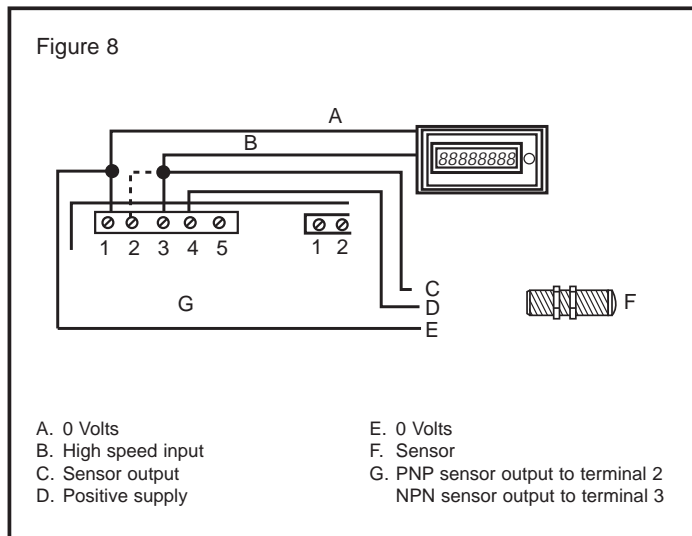 Figure 8
A
B
88888888
1 2 3 4 5
1 2
C
D
E
G
F
A. 0 Volts
B. High speed input
C. Sensor output
D. Positive supply
E. 0 Volts
F. Sensor
G. PNP sensor output to terminal 2
NPN sensor output to terminal 3